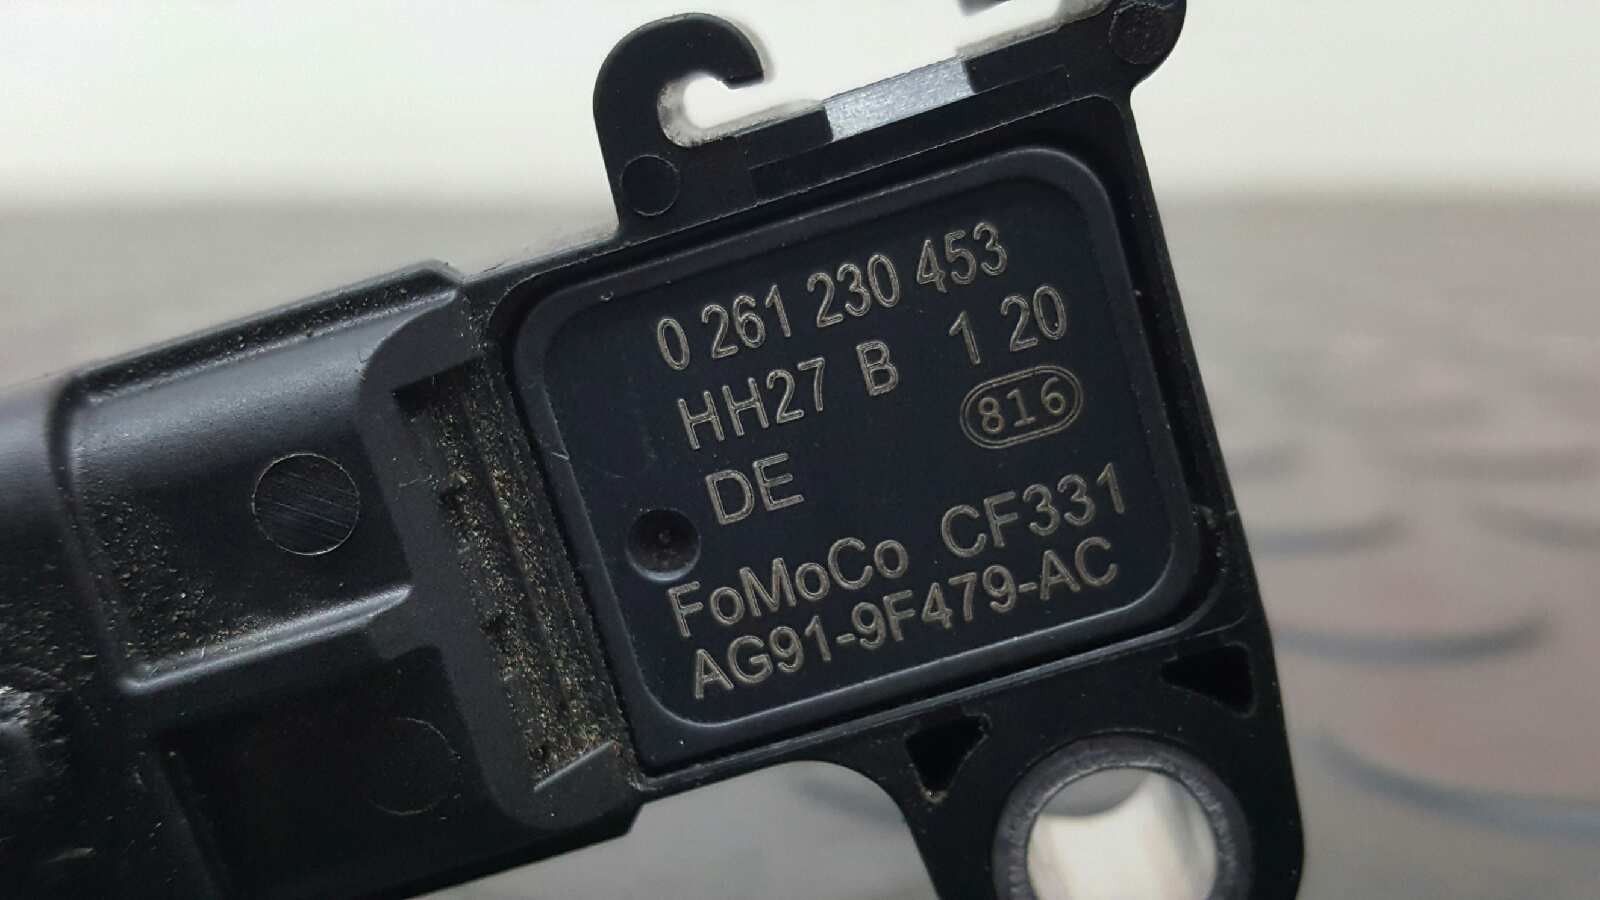 0 261 230 453
HH27 B 1 20
DE 816
FoMoCo CF331
AG91-9F479-AC